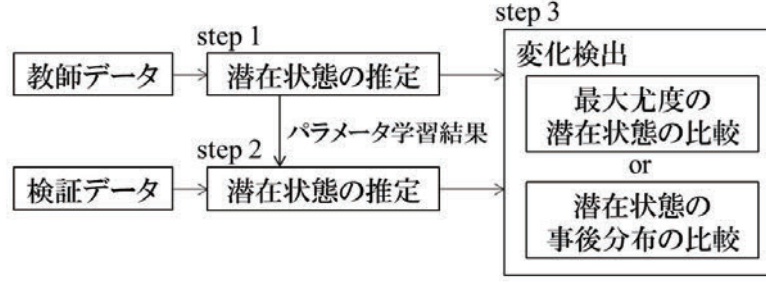 step 1
教師データ
潜在状態の推定
パラメータ学習結果
step 2
検証データ
潜在状態の推定
step 3
変化検出
最大尤度の
潜在状態の比較
or
潜在状態の
事後分布の比較